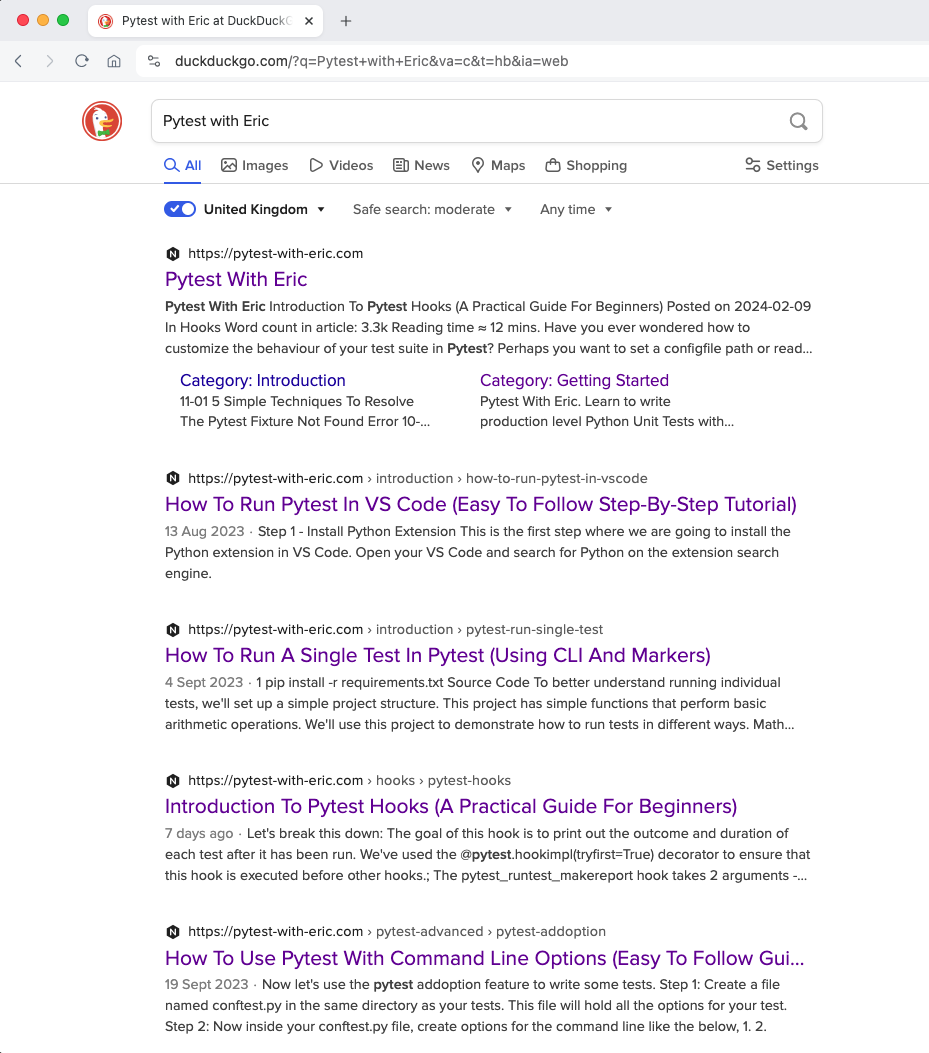 Pytest with Eric at DuckDuckG
duckduckgo.com/?q=Pytest+with+Eric&va=c&t=hb&ia=web
Pytest with Eric
All Images Videos News Maps Shopping Settings
United Kingdom Safe search: moderate Any time
https://pytest-with-eric.com
Pytest With Eric
Pytest With Eric Introduction To Pytest Hooks (A Practical Guide For Beginners) Posted on 2024-02-09
In Hooks Word count in article: 3.3k Reading time ≈ 12 mins. Have you ever wondered how to
customize the behaviour of your test suite in Pytest? Perhaps you want to set a configfile path or read...
Category: Introduction
11-01 5 Simple Techniques To Resolve
The Pytest Fixture Not Found Error 10-...
Category: Getting Started
Pytest With Eric. Learn to write
production level Python Unit Tests with...
https://pytest-with-eric.com › introduction › how-to-run-pytest-in-vscode
How To Run Pytest In VS Code (Easy To Follow Step-By-Step Tutorial)
13 Aug 2023 · Step 1 - Install Python Extension This is the first step where we are going to install the
Python extension in VS Code. Open your VS Code and search for Python on the extension search
engine.
https://pytest-with-eric.com › introduction › pytest-run-single-test
How To Run A Single Test In Pytest (Using CLI And Markers)
4 Sept 2023 · 1 pip install -r requirements.txt Source Code To better understand running individual
tests, we'll set up a simple project structure. This project has simple functions that perform basic
arithmetic operations. We'll use this project to demonstrate how to run tests in different ways. Math...
https://pytest-with-eric.com › hooks › pytest-hooks
Introduction To Pytest Hooks (A Practical Guide For Beginners)
7 days ago · Let's break this down: The goal of this hook is to print out the outcome and duration of
each test after it has been run. We've used the @pytest.hookimpl(tryfirst=True) decorator to ensure that
this hook is executed before other hooks.; The pytest_runtest_makereport hook takes 2 arguments -...
https://pytest-with-eric.com › pytest-advanced › pytest-addoption
How To Use Pytest With Command Line Options (Easy To Follow Gui...
19 Sept 2023 · Now let's use the pytest addoption feature to write some tests. Step 1: Create a file
named conftest.py in the same directory as your tests. This file will hold all the options for your test.
Step 2: Now inside your conftest.py file, create options for the command line like the below, 1. 2.